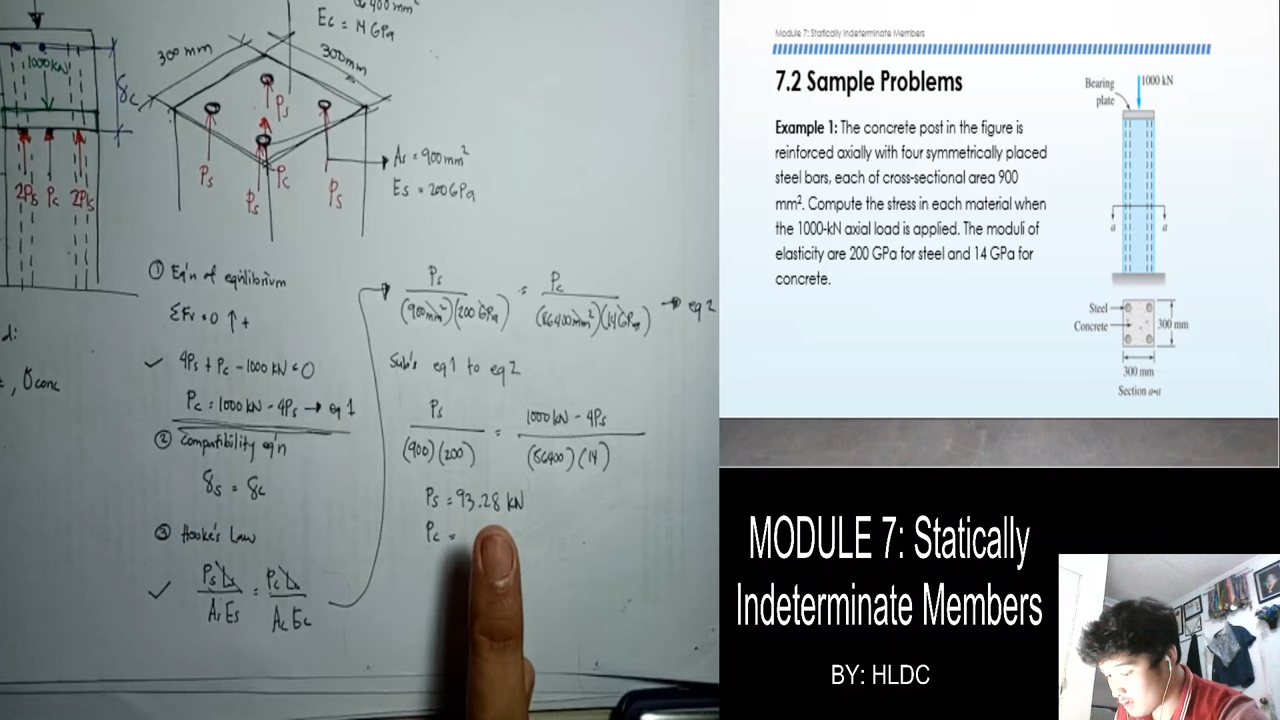 400 mm²
Ec = 14 GPa
300 mm
300mm
1000 KN
δc
Ps
Ps
Pc
Ps
Ps
As = 900 mm²
Es = 200 GPa
2Ps Pc 2Ps
d:
, σconc
① Eq'n of equilibrium
ΣFv = 0 ↑+
4Ps + Pc - 1000 KN = 0
Pc = 1000 KN - 4Ps → eq 1
② Compatibility eq'n
δs = δc
③ Hooke's Law
PsL / AsEs = PcL / AcEc
Ps / (900mm²)(200 GPa) = Pc / (86400mm²)(14 GPa) → eq 2
Sub's eq 1 to eq 2
Ps / (900)(200) = 1000 KN - 4Ps / (86400)(14)
Ps = 93.28 KN
Pc =
Module 7: Statically Indeterminate Members
7.2 Sample Problems
Example 1: The concrete post in the figure is
reinforced axially with four symmetrically placed
steel bars, each of cross-sectional area 900
mm². Compute the stress in each material when
the 1000-kN axial load is applied. The moduli of
elasticity are 200 GPa for steel and 14 GPa for
concrete.
Bearing
plate
1000 kN
a a
Steel
Concrete
300 mm
300 mm
Section a-a
MODULE 7: Statically
Indeterminate Members
BY: HLDC